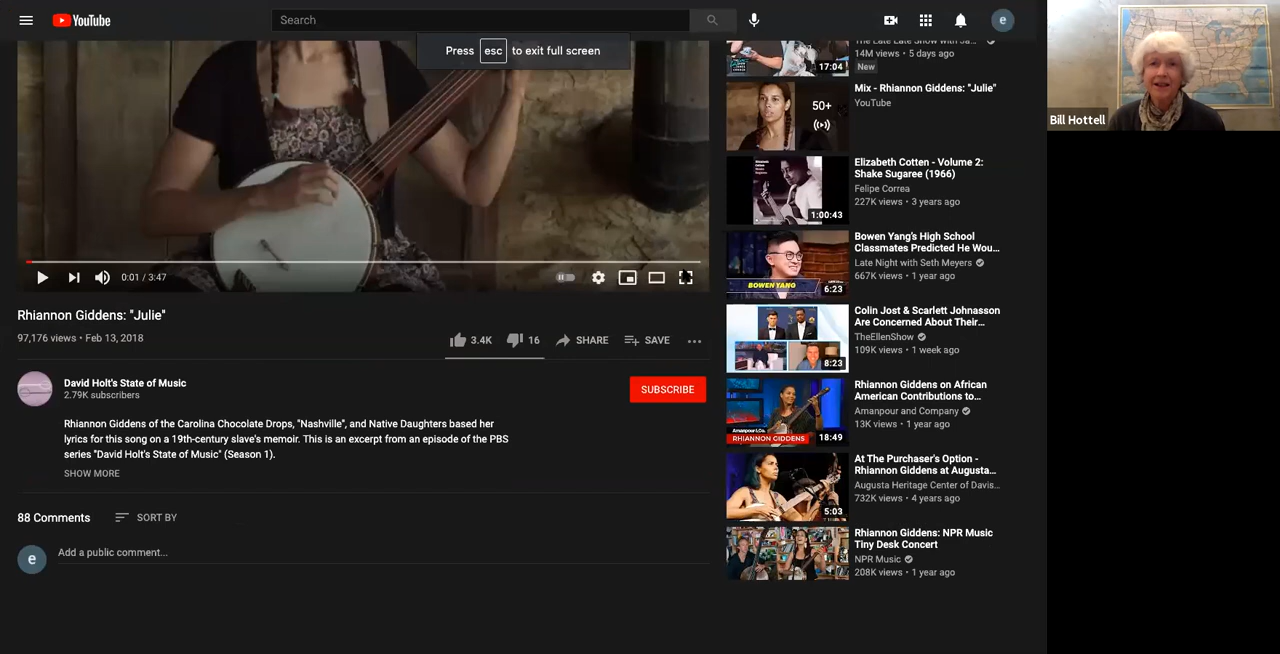 YouTube
Search
e
Press esc to exit full screen
0:01 / 3:47
Rhiannon Giddens: "Julie"
97,176 views • Feb 13, 2018
3.4K
16
SHARE
SAVE
David Holt's State of Music
2.79K subscribers
SUBSCRIBE
Rhiannon Giddens of the Carolina Chocolate Drops, "Nashville", and Native Daughters based her
lyrics for this song on a 19th-century slave's memoir. This is an excerpt from an episode of the PBS
series "David Holt's State of Music" (Season 1).
SHOW MORE
88 Comments
SORT BY
e
Add a public comment...
The Late Late Show with Ja...
14M views • 5 days ago
New
17:04
Mix - Rhiannon Giddens: "Julie"
YouTube
50+
Elizabeth Cotten - Volume 2:
Shake Sugaree (1966)
Felipe Correa
227K views • 3 years ago
1:00:43
Bowen Yang's High School
Classmates Predicted He Wou...
Late Night with Seth Meyers
667K views • 1 year ago
BOWEN YANG
6:23
Colin Jost & Scarlett Johnasson
Are Concerned About Their...
TheEllenShow
109K views • 1 week ago
8:23
Rhiannon Giddens on African
American Contributions to...
Amanpour and Company
13K views • 1 year ago
Amanpour & Co.
RHIANNON GIDDENS
18:49
At The Purchaser's Option -
Rhiannon Giddens at Augusta...
Augusta Heritage Center of Davis...
732K views • 4 years ago
5:03
Rhiannon Giddens: NPR Music
Tiny Desk Concert
NPR Music
208K views • 1 year ago
Bill Hottell